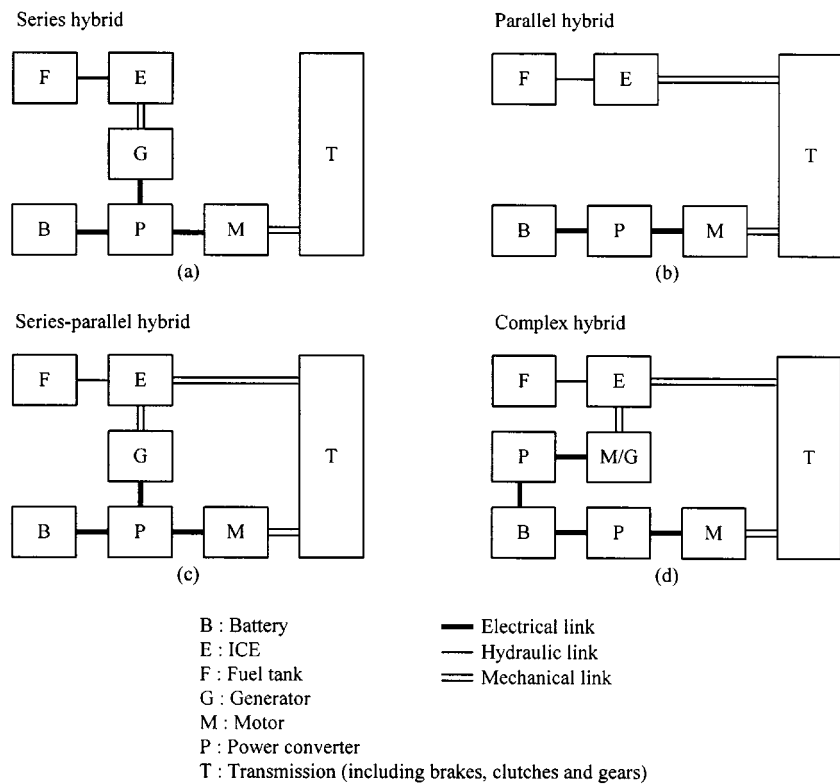 Series hybrid
F
E
G
T
B
P
M
(a)
Parallel hybrid
F
E
T
B
P
M
(b)
Series-parallel hybrid
F
E
G
T
B
P
M
(c)
Complex hybrid
F
E
P
M/G
T
B
P
M
(d)
B : Battery
E : ICE
F : Fuel tank
G : Generator
M : Motor
P : Power converter
T : Transmission (including brakes, clutches and gears)
Electrical link
Hydraulic link
Mechanical link